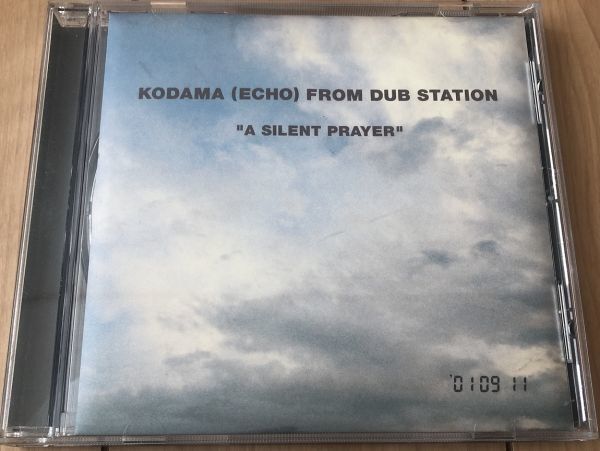 KODAMA (ECHO) FROM DUB STATION
"A SILENT PRAYER"
'01 09 11